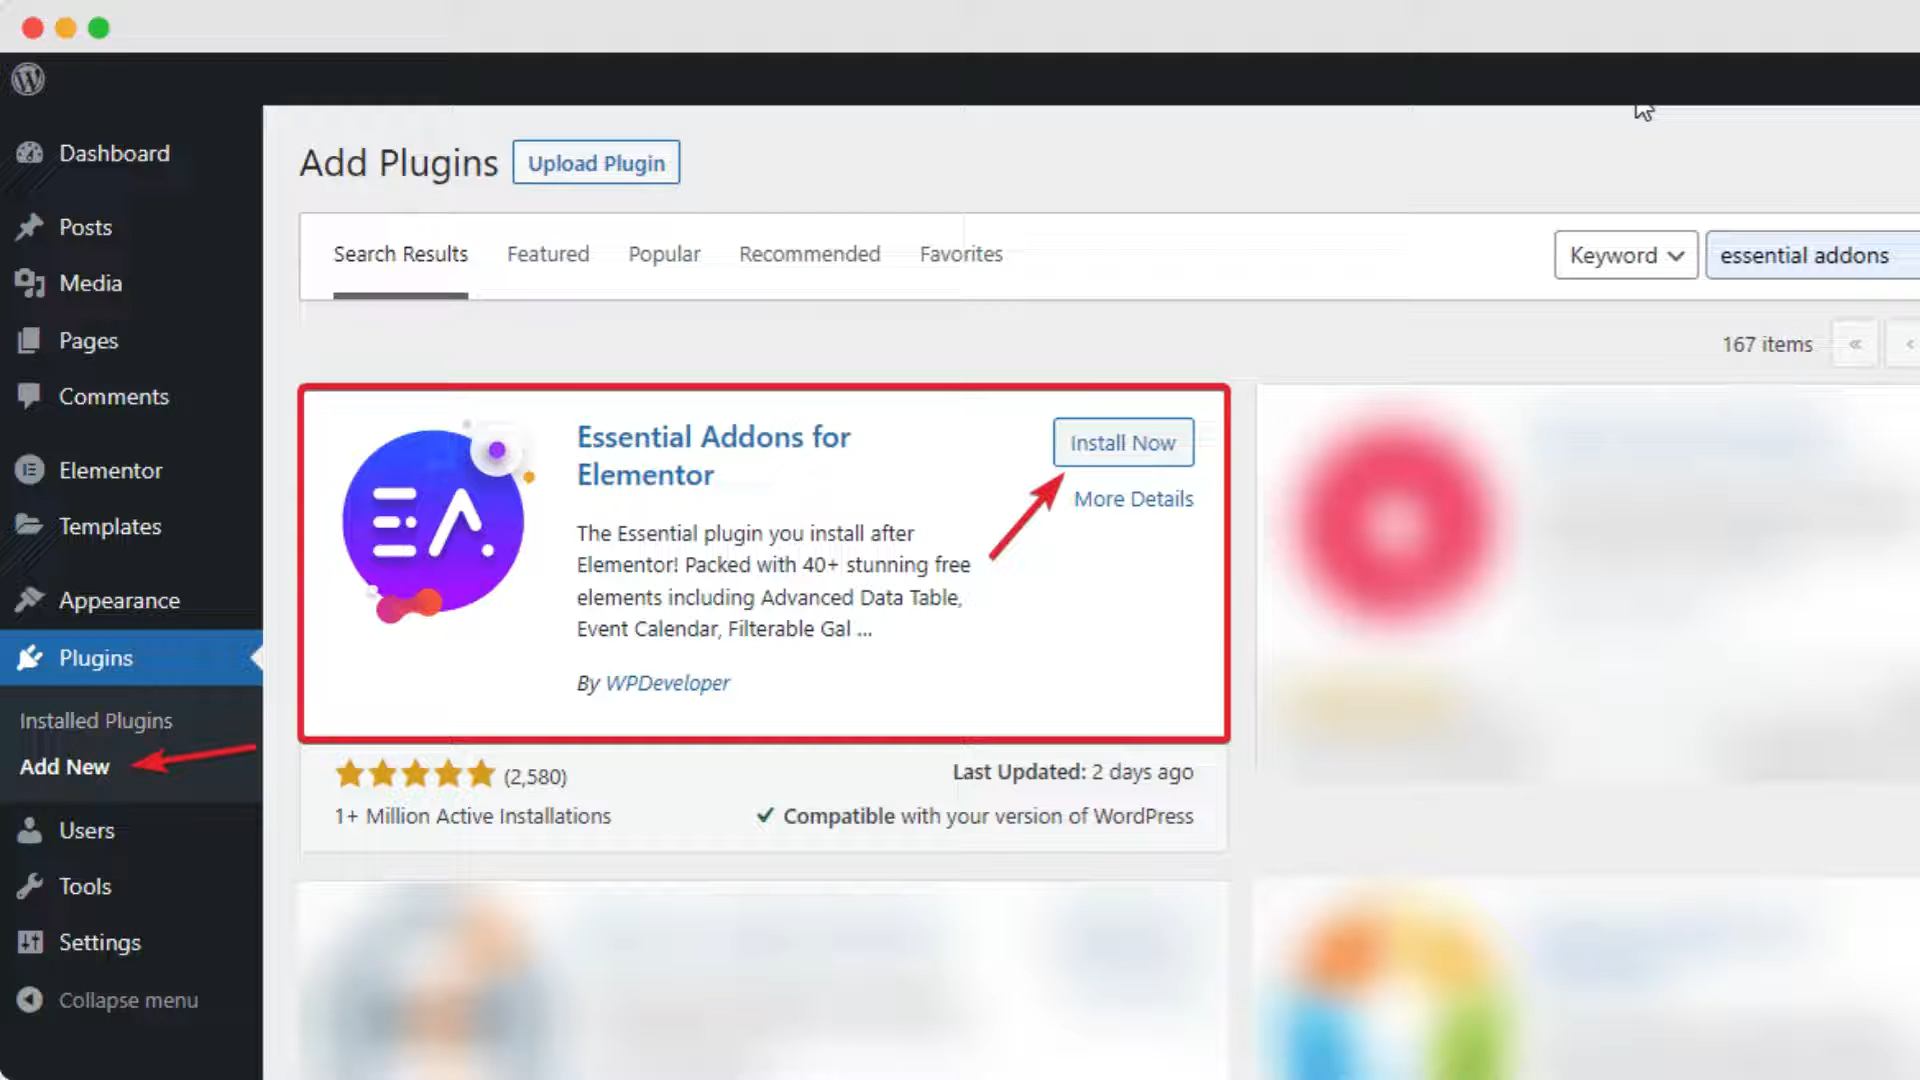 Dashboard
Posts
Media
Pages
Comments
Elementor
Templates
Appearance
Plugins
Installed Plugins
Add New
Users
Tools
Settings
Collapse menu
Add Plugins
Upload Plugin
Search Results
Featured
Popular
Recommended
Favorites
Keyword
essential addons
167 items
«
‹
EA
Essential Addons for
Elementor
Install Now
More Details
The Essential plugin you install after
Elementor! Packed with 40+ stunning free
elements including Advanced Data Table,
Event Calendar, Filterable Gal ...
By WPDeveloper
(2,580)
Last Updated: 2 days ago
1+ Million Active Installations
✓ Compatible with your version of WordPress